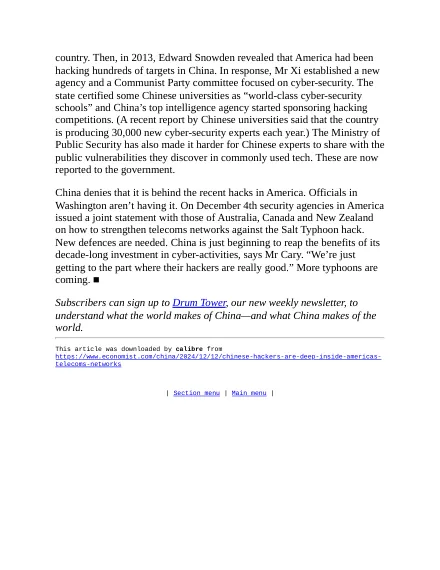 country. Then, in 2013, Edward Snowden revealed that America had been
hacking hundreds of targets in China. In response, Mr Xi established a new
agency and a Communist Party committee focused on cyber-security. The
state certified some Chinese universities as “world-class cyber-security
schools” and China’s top intelligence agency started sponsoring hacking
competitions. (A recent report by Chinese universities said that the country
is producing 30,000 new cyber-security experts each year.) The Ministry of
Public Security has also made it harder for Chinese experts to share with the
public vulnerabilities they discover in commonly used tech. These are now
reported to the government.
China denies that it is behind the recent hacks in America. Officials in
Washington aren’t having it. On December 4th security agencies in America
issued a joint statement with those of Australia, Canada and New Zealand
on how to strengthen telecoms networks against the Salt Typhoon hack.
New defences are needed. China is just beginning to reap the benefits of its
decade-long investment in cyber-activities, says Mr Cary. “We’re just
getting to the part where their hackers are really good.” More typhoons are
coming. ■
Subscribers can sign up to Drum Tower, our new weekly newsletter, to
understand what the world makes of China—and what China makes of the
world.
This article was downloaded by calibre from
https://www.economist.com/china/2024/12/12/chinese-hackers-are-deep-inside-americas-
telecoms-networks
| Section menu | Main menu |